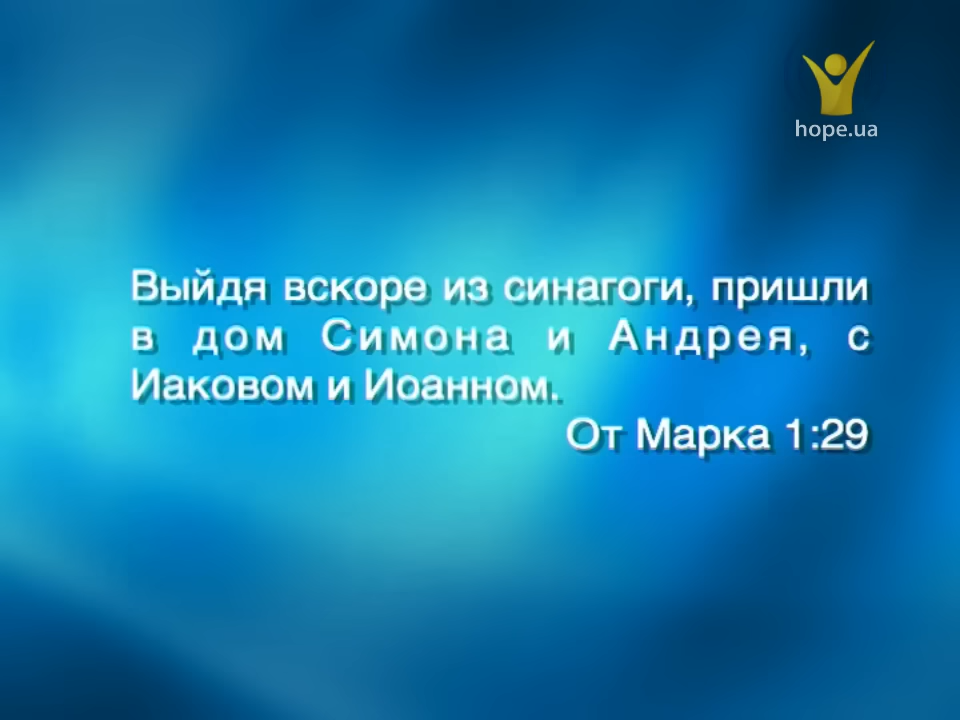 hope.ua
Выйдя вскоре из синагоги, пришли
в дом Симона и Андрея, с
Иаковом и Иоанном.
От Марка 1:29